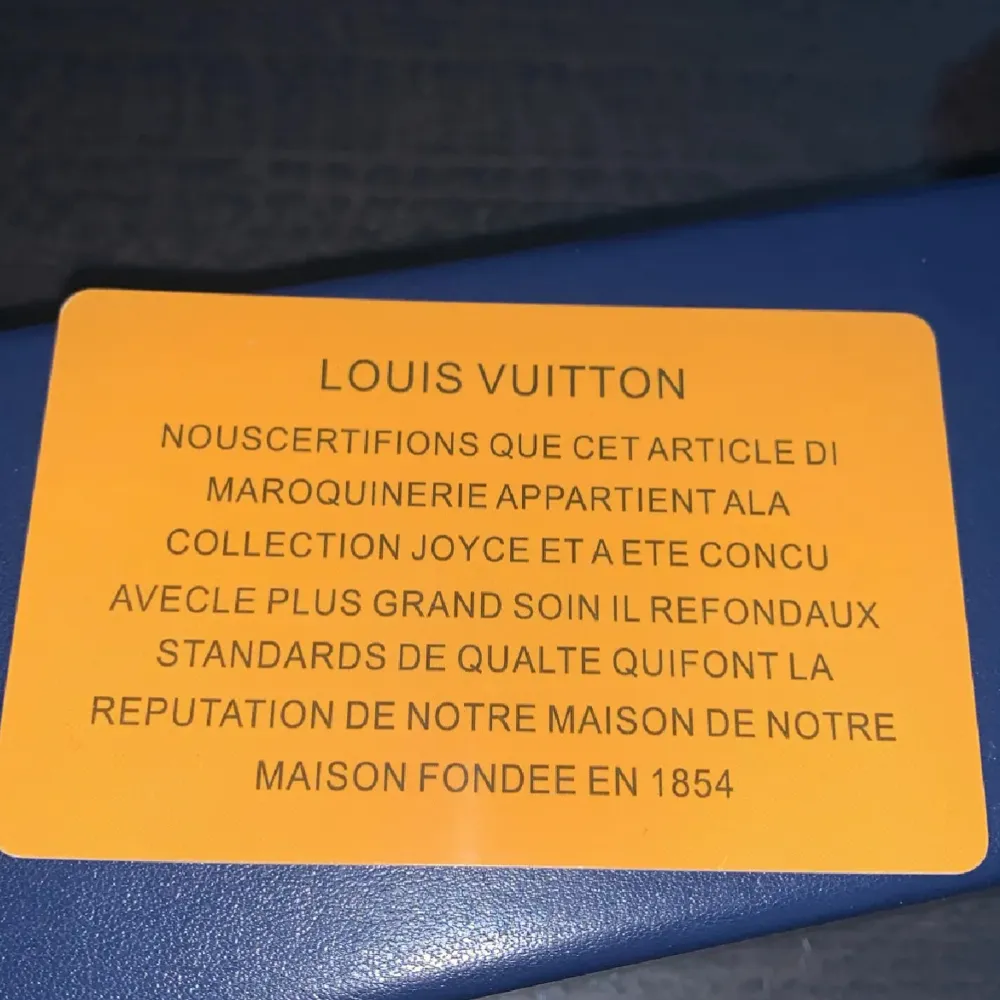 LOUIS VUITTON
NOUSCERTIFIONS QUE CET ARTICLE DI
MAROQUINERIE APPARTIENT ALA
COLLECTION JOYCE ET A ETE CONCU
AVECLE PLUS GRAND SOIN IL REFONDAUX
STANDARDS DE QUALTE QUIFONT LA
REPUTATION DE NOTRE MAISON DE NOTRE
MAISON FONDEE EN 1854